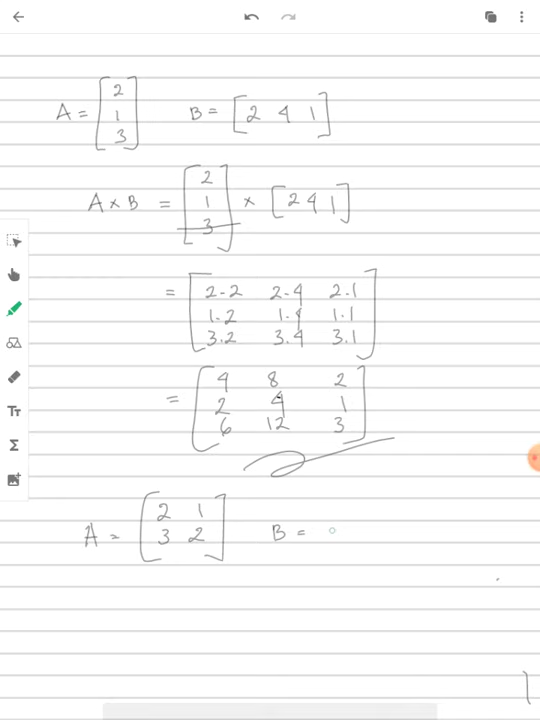 A = [2 1 3] B = [2 4 1]
A × B = [2 1 3] × [2 4 1]
= [2·2 2·4 2·1
1·2 1·4 1·1
3·2 3·4 3·1]
= [4 8 2
2 4 1
6 12 3]
A = [2 1
3 2] B =
Tт
Σ